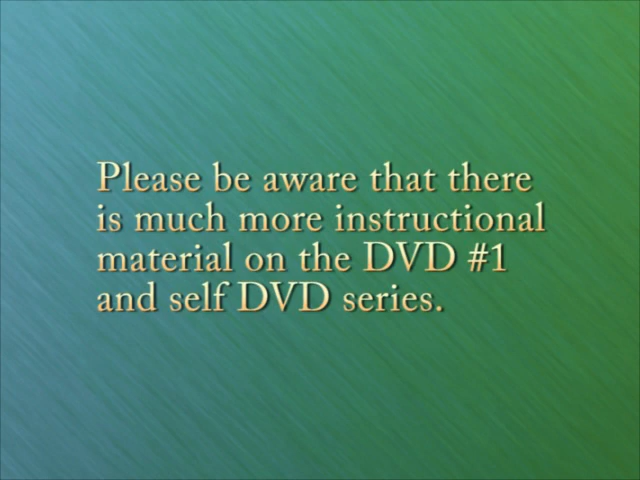 Please be aware that there
is much more instructional
material on the DVD #1
and self DVD series.